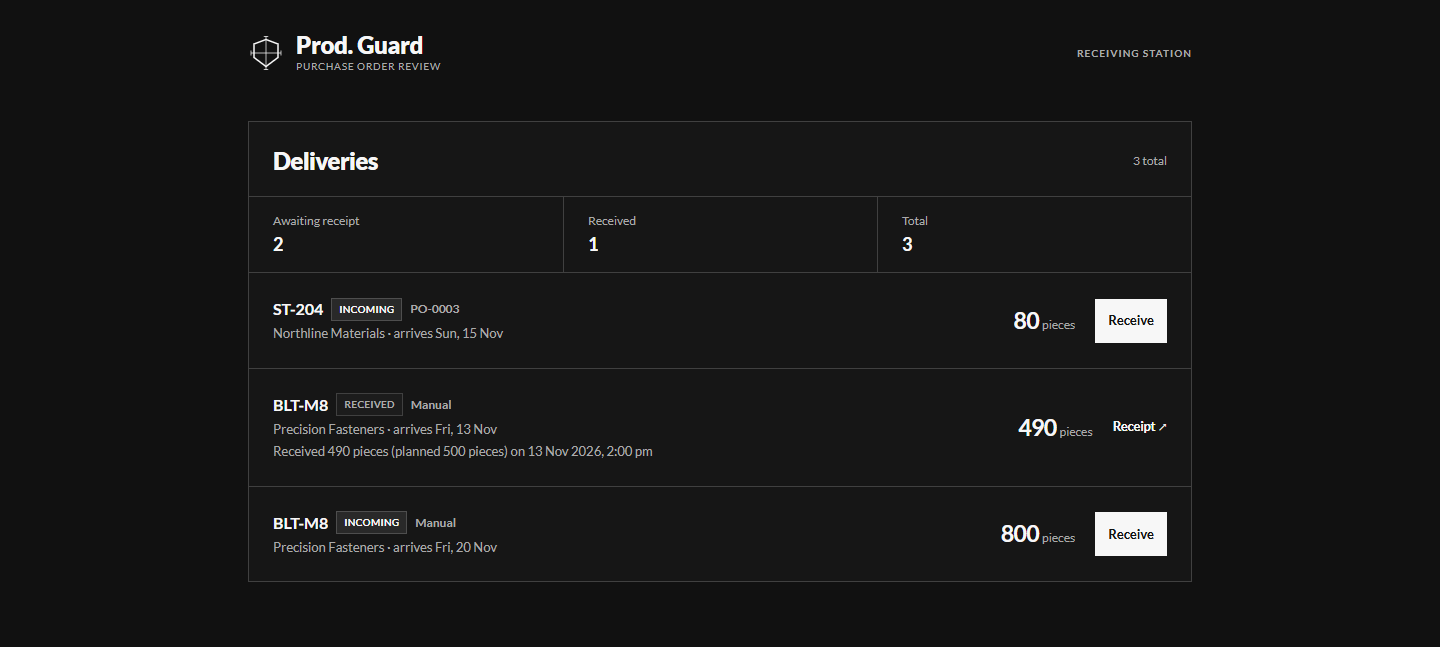 Prod. Guard
PURCHASE ORDER REVIEW
RECEIVING STATION
Deliveries
3 total
Awaiting receipt
2
Received
1
Total
3
ST-204 INCOMING PO-0003
Northline Materials · arrives Sun, 15 Nov
80 pieces
Receive
BLT-M8 RECEIVED Manual
Precision Fasteners · arrives Fri, 13 Nov
Received 490 pieces (planned 500 pieces) on 13 Nov 2026, 2:00 pm
490 pieces
Receipt ↗
BLT-M8 INCOMING Manual
Precision Fasteners · arrives Fri, 20 Nov
800 pieces
Receive